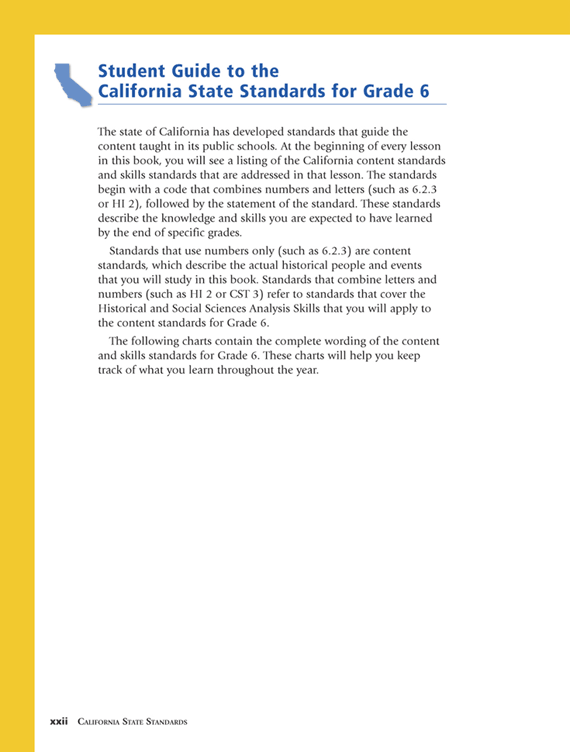 Student Guide to the
California State Standards for Grade 6
The state of California has developed standards that guide the
content taught in its public schools. At the beginning of every lesson
in this book, you will see a listing of the California content standards
and skills standards that are addressed in that lesson. The standards
begin with a code that combines numbers and letters (such as 6.2.3
or HI 2), followed by the statement of the standard. These standards
describe the knowledge and skills you are expected to have learned
by the end of specific grades.
Standards that use numbers only (such as 6.2.3) are content
standards, which describe the actual historical people and events
that you will study in this book. Standards that combine letters and
numbers (such as HI 2 or CST 3) refer to standards that cover the
Historical and Social Sciences Analysis Skills that you will apply to
the content standards for Grade 6.
The following charts contain the complete wording of the content
and skills standards for Grade 6. These charts will help you keep
track of what you learn throughout the year.
xxii California State Standards